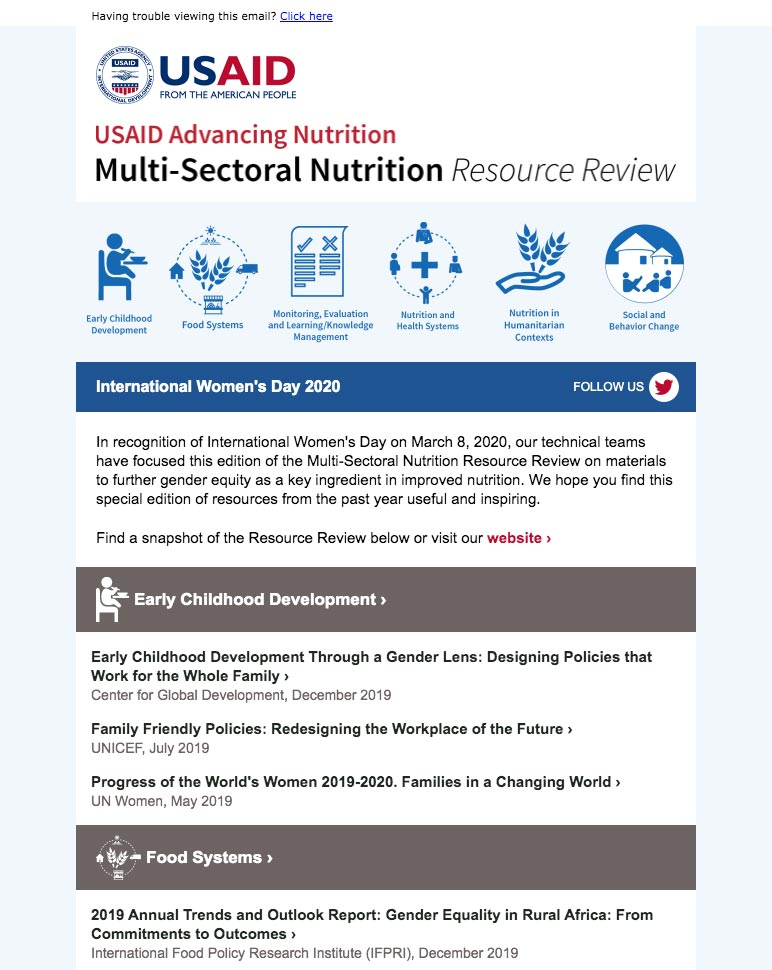 Having trouble viewing this email? Click here
UNITED STATES AGENCY
INTERNATIONAL DEVELOPMENT
USAID
USAID
FROM THE AMERICAN PEOPLE
USAID Advancing Nutrition
Multi-Sectoral Nutrition Resource Review
Early Childhood
Development
Food Systems
Monitoring, Evaluation
and Learning/Knowledge
Management
Nutrition and
Health Systems
Nutrition in
Humanitarian
Contexts
Social and
Behavior Change
International Women's Day 2020
FOLLOW US
In recognition of International Women's Day on March 8, 2020, our technical teams
have focused this edition of the Multi-Sectoral Nutrition Resource Review on materials
to further gender equity as a key ingredient in improved nutrition. We hope you find this
special edition of resources from the past year useful and inspiring.
Find a snapshot of the Resource Review below or visit our website ›
Early Childhood Development ›
Early Childhood Development Through a Gender Lens: Designing Policies that
Work for the Whole Family ›
Center for Global Development, December 2019
Family Friendly Policies: Redesigning the Workplace of the Future ›
UNICEF, July 2019
Progress of the World's Women 2019-2020. Families in a Changing World ›
UN Women, May 2019
Food Systems ›
2019 Annual Trends and Outlook Report: Gender Equality in Rural Africa: From
Commitments to Outcomes ›
International Food Policy Research Institute (IFPRI), December 2019